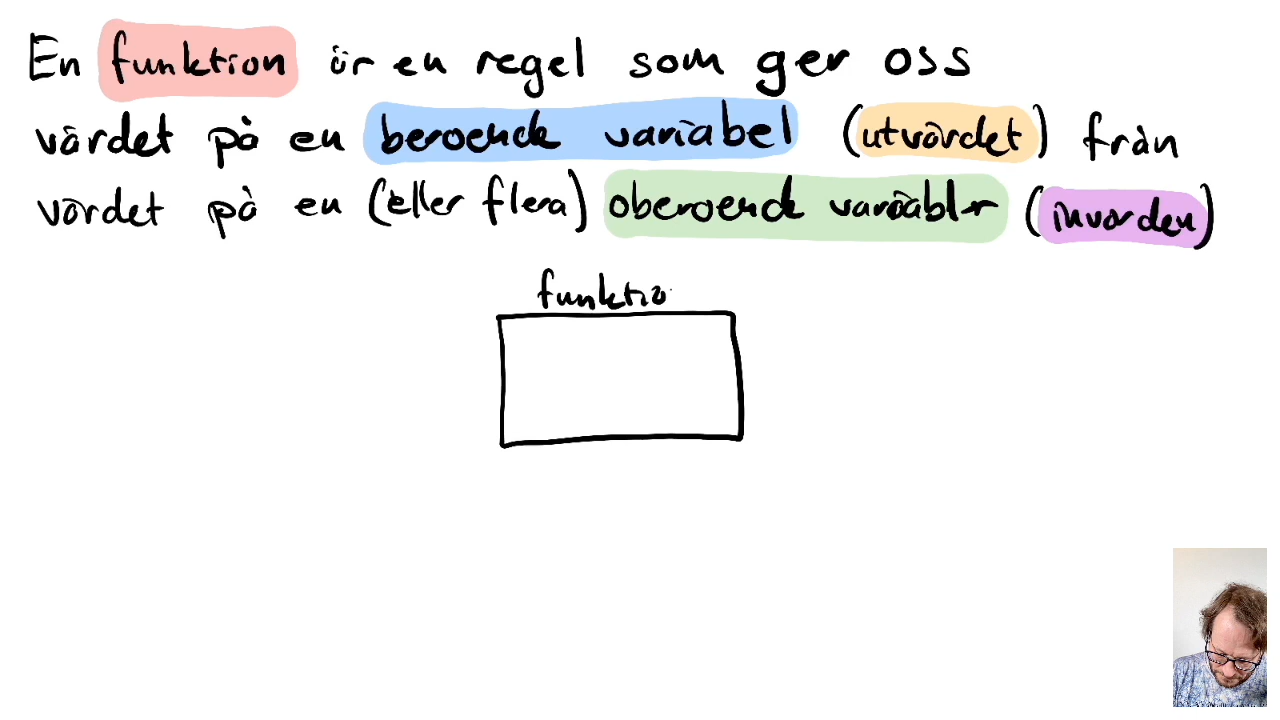 En funktion är en regel som ger oss
värdet på en beroende variabel (utvärdet) från
värdet på en (eller flera) oberoende variabler (invärden)
funktio